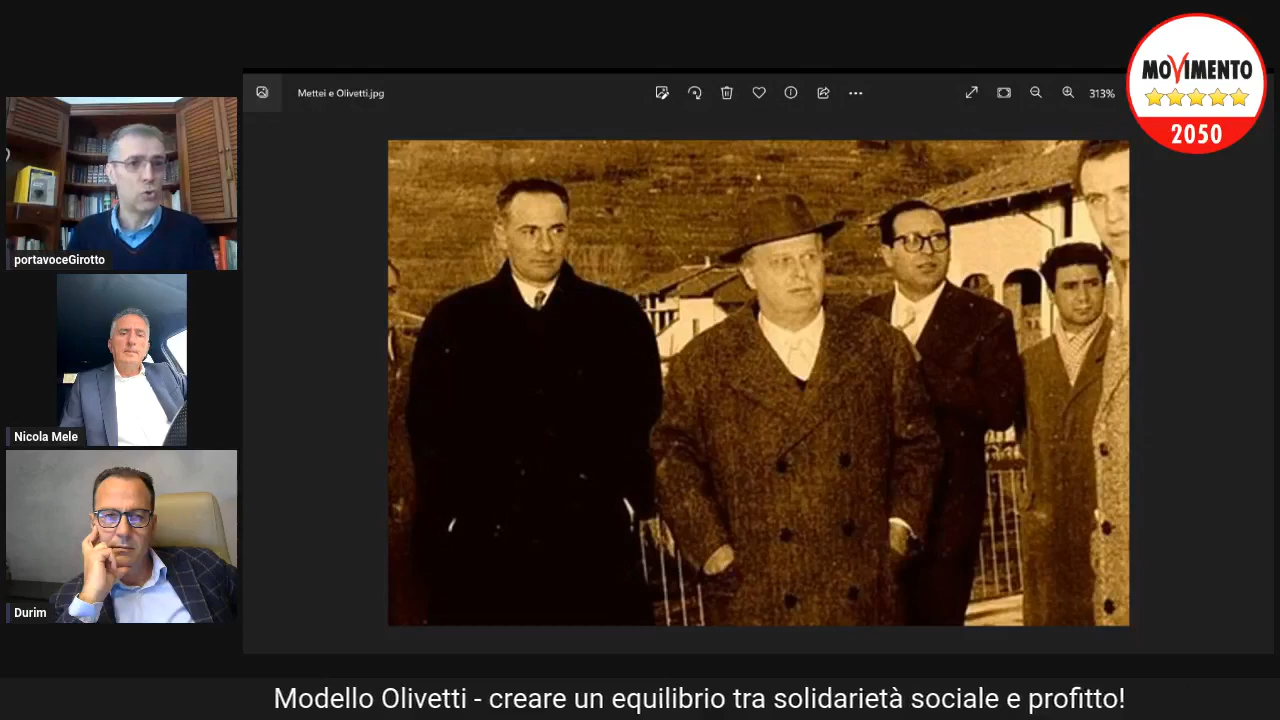 Mettei e Olivetti.jpg
313%
MOVIMENTO
2050
portavoceGirotto
Nicola Mele
Durim
Modello Olivetti - creare un equilibrio tra solidarietà sociale e profitto!